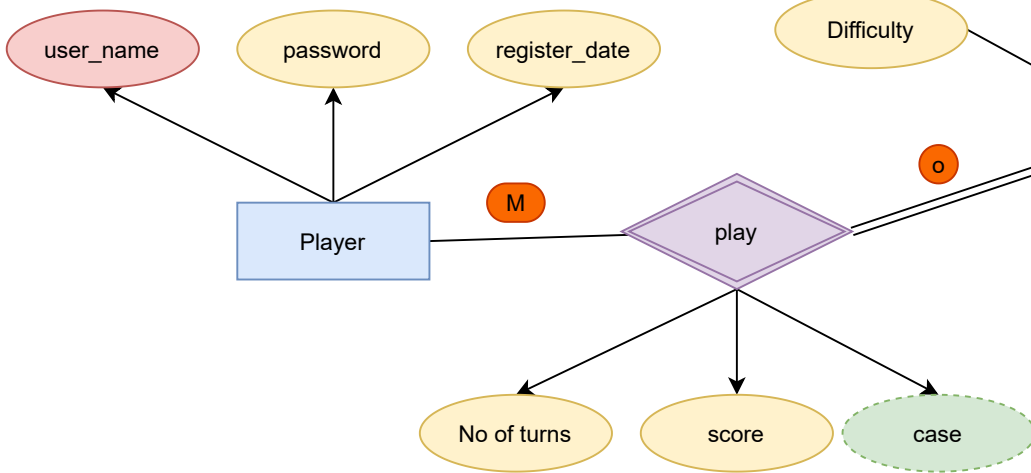 Difficulty
user_name
password
register_date
o
M
Player
play
No of turns
score
case